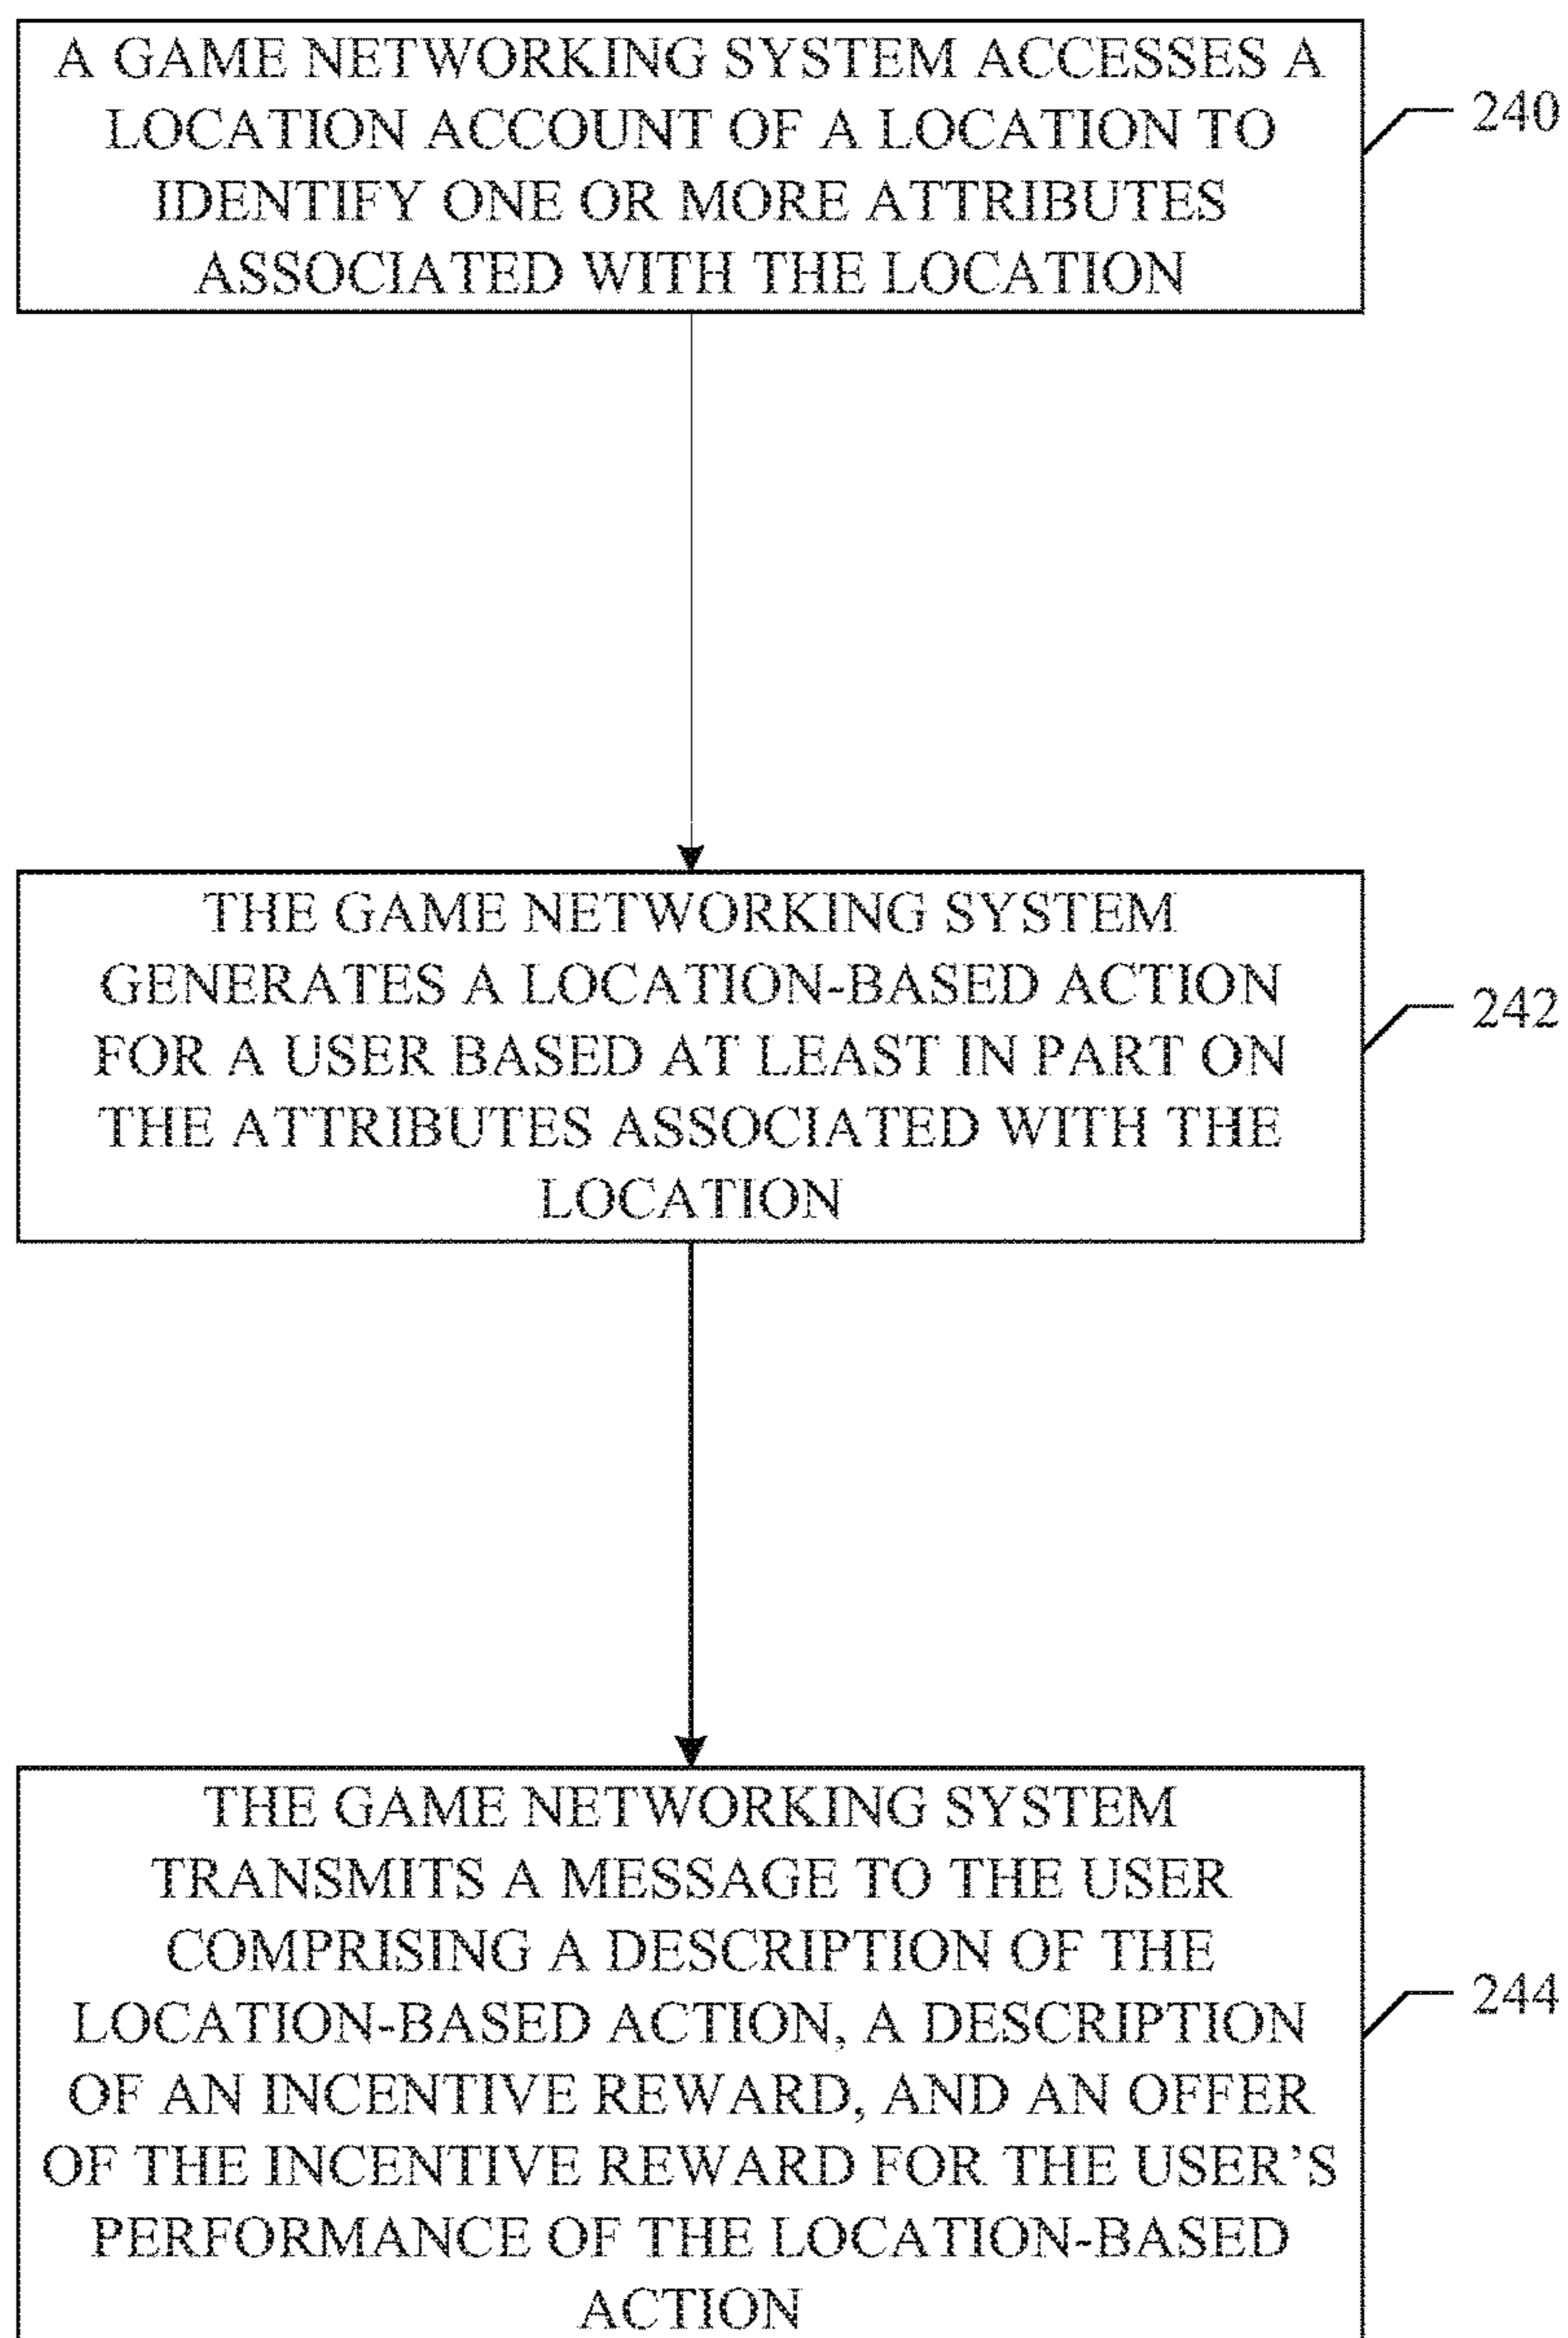 A GAME NETWORKING SYSTEM ACCESSES A
LOCATION ACCOUNT OF A LOCATION TO
IDENTIFY ONE OR MORE ATTRIBUTES
ASSOCIATED WITH THE LOCATION
240
THE GAME NETWORKING SYSTEM
GENERATES A LOCATION-BASED ACTION
FOR A USER BASED AT LEAST IN PART ON
THE ATTRIBUTES ASSOCIATED WITH THE
LOCATION
242
THE GAME NETWORKING SYSTEM
TRANSMITS A MESSAGE TO THE USER
COMPRISING A DESCRIPTION OF THE
LOCATION-BASED ACTION, A DESCRIPTION
OF AN INCENTIVE REWARD, AND AN OFFER
OF THE INCENTIVE REWARD FOR THE USER’S
PERFORMANCE OF THE LOCATION-BASED
ACTION
244